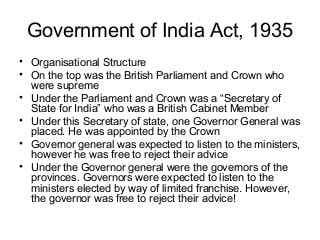 Government of India Act, 1935
• Organisational Structure
• On the top was the British Parliament and Crown who
were supreme
• Under the Parliament and Crown was a “Secretary of
State for India” who was a British Cabinet Member
• Under this Secretary of state, one Governor General was
placed. He was appointed by the Crown
• Governor general was expected to listen to the ministers,
however he was free to reject their advice
• Under the Governor general were the governors of the
provinces. Governors were expected to listen to the
ministers elected by way of limited franchise. However,
the governor was free to reject their advice!